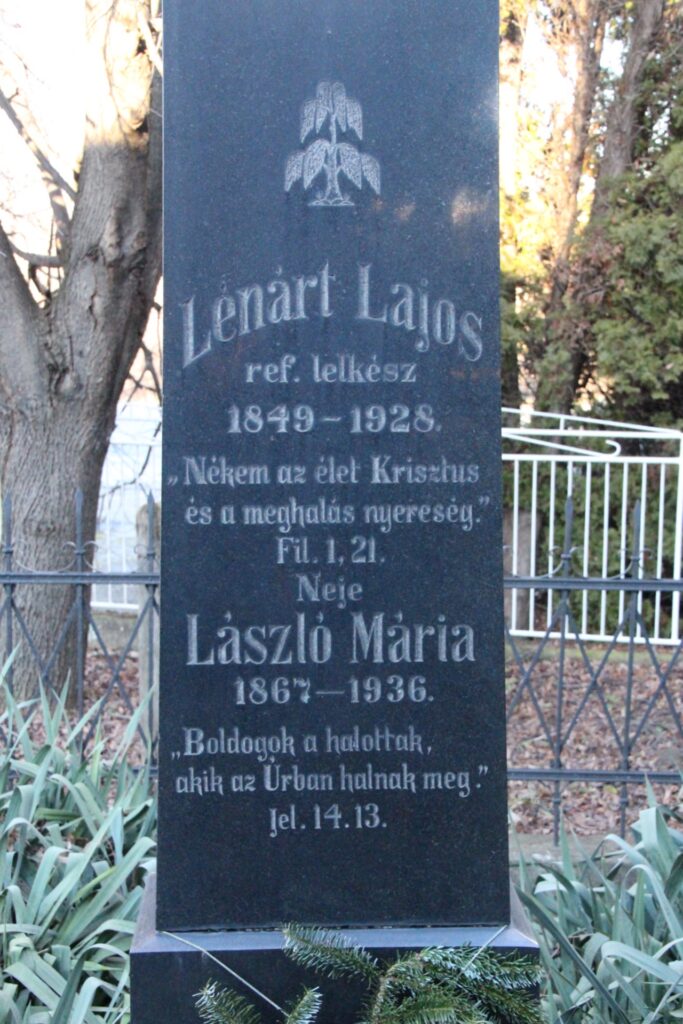 Lénárt Lajos
ref. lelkész
1849-1928.
„Nékem az élet Krisztus
és a meghalás nyereség."
Fil. 1, 21.
Neje
László Mária
1867-1936.
„Boldogok a halottak,
akik az Úrban halnak meg."
Jel. 14.13.